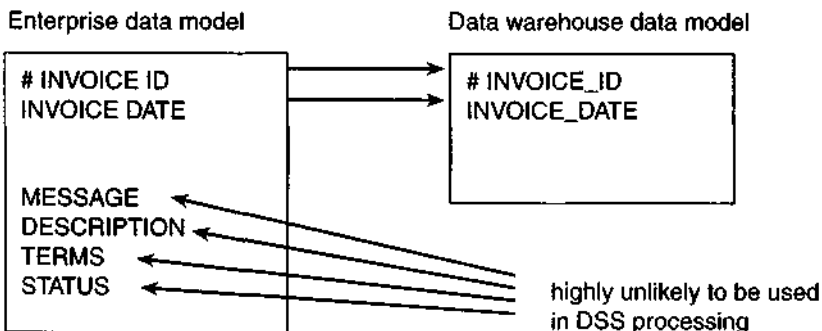 Enterprise data model
Data warehouse data model
# INVOICE ID
INVOICE DATE
MESSAGE
DESCRIPTION
TERMS
STATUS
# INVOICE_ID
INVOICE_DATE
highly unlikely to be used
in DSS processing